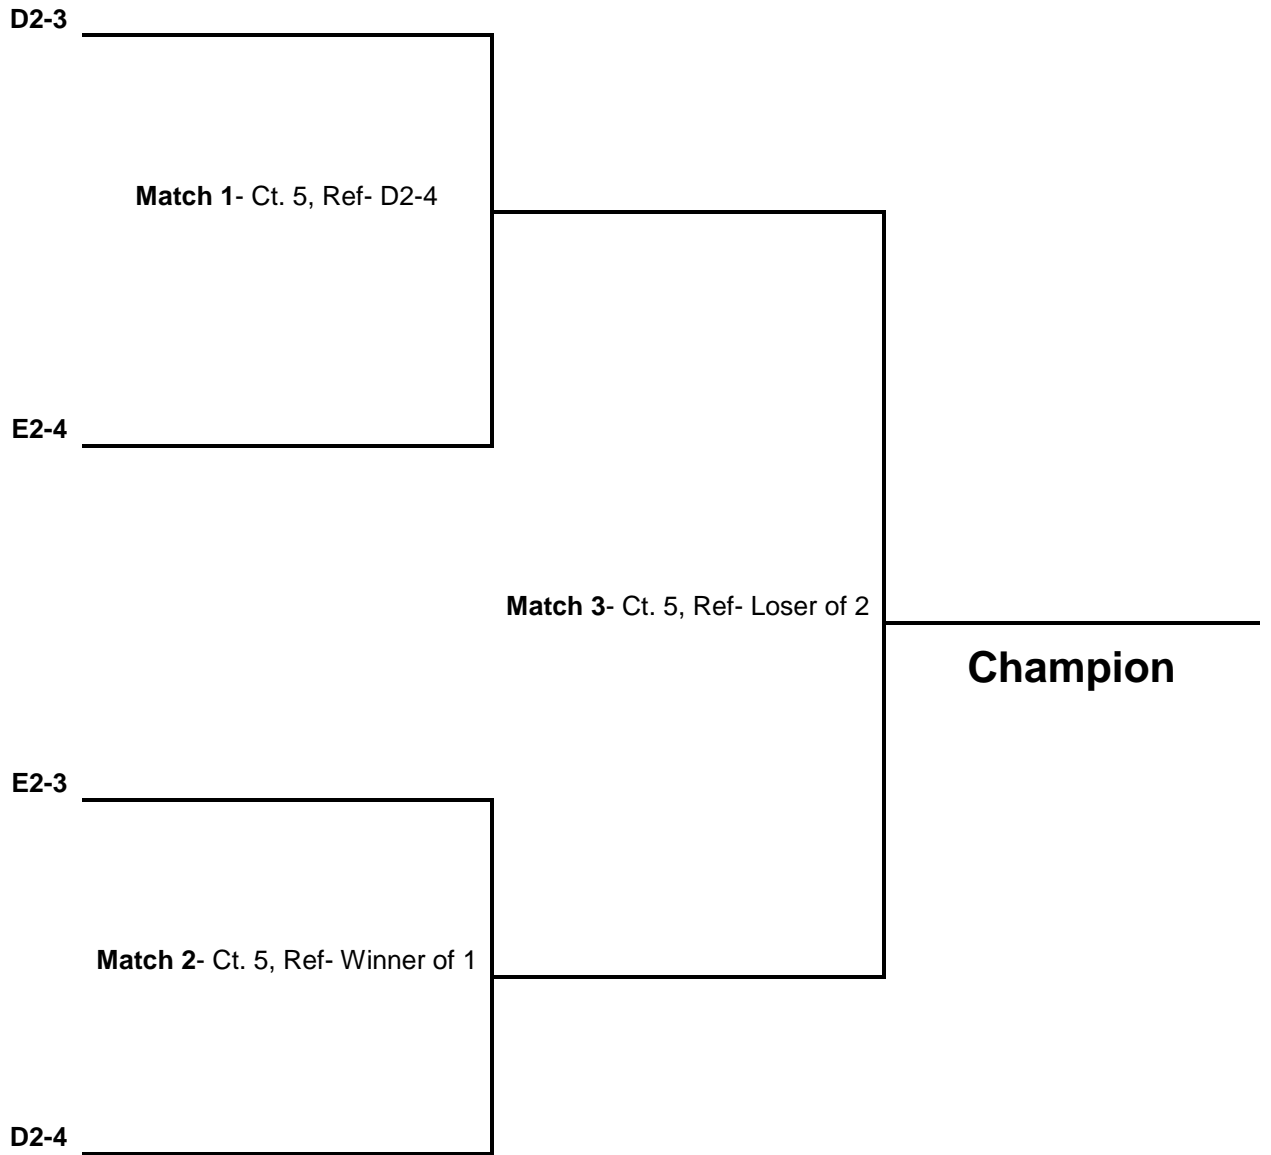 D2-3
Match 1- Ct. 5, Ref- D2-4
E2-4
Match 3- Ct. 5, Ref- Loser of 2
Champion
E2-3
Match 2- Ct. 5, Ref- Winner of 1
D2-4